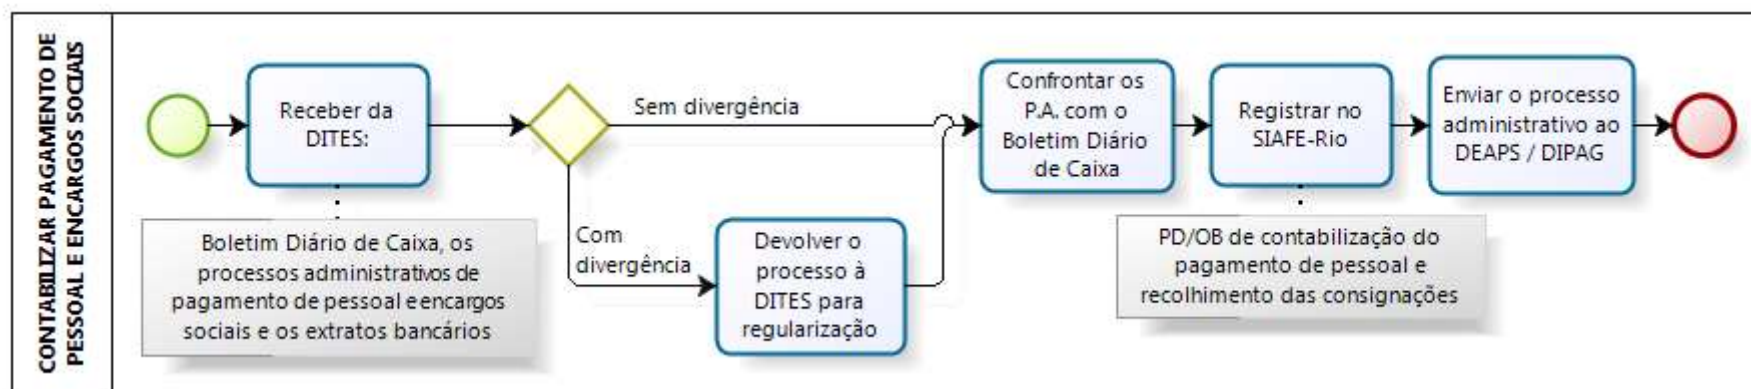 CONTABILIZAR PAGAMENTO DE
PESSOAL E ENCARGOS SOCIAIS
Receber da
DITES:
Boletim Diário de Caixa, os
processos administrativos de
pagamento de pessoal e encargos
sociais e os extratos bancários
Sem divergência
Com
divergência
Devolver o
processo à
DITES para
regularização
Confrontar os
P.A. com o
Boletim Diário
de Caixa
Registrar no
SIAFE-Rio
PD/OB de contabilização do
pagamento de pessoal e
recolhimento das consignações
Enviar o processo
administrativo ao
DEAPS / DIPAG